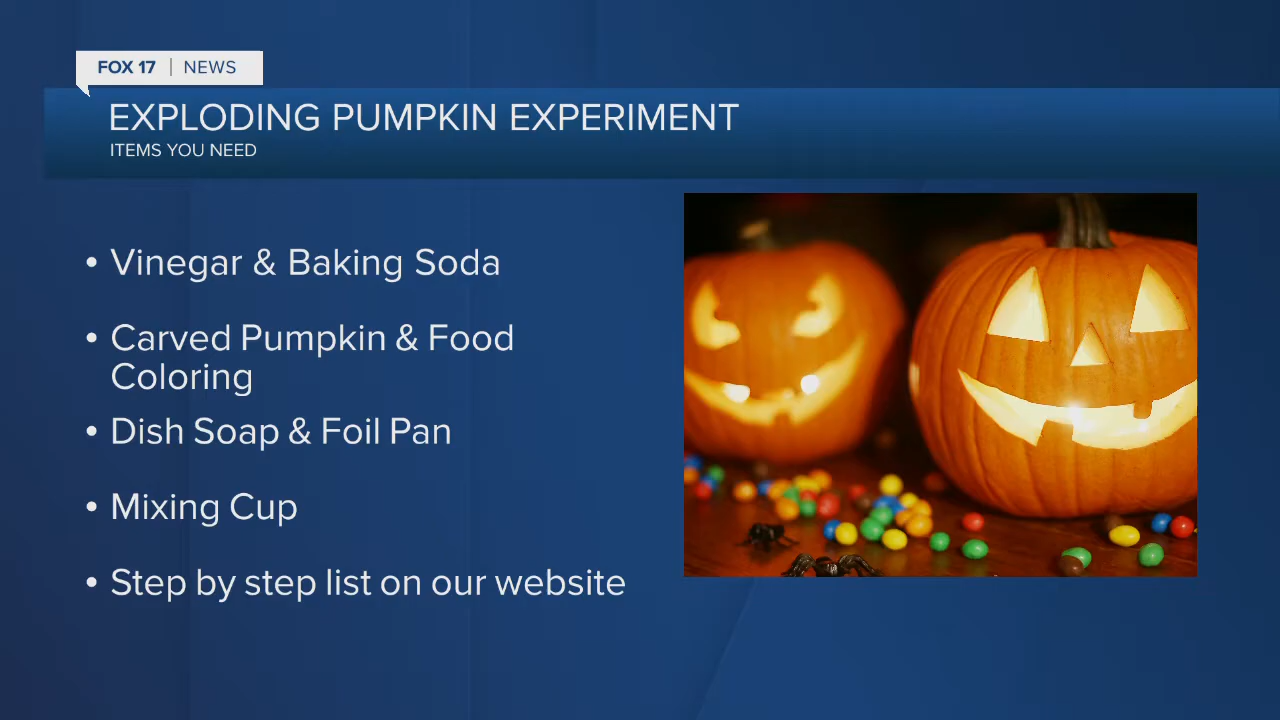 FOX 17 | NEWS
EXPLODING PUMPKIN EXPERIMENT
ITEMS YOU NEED
• Vinegar & Baking Soda
• Carved Pumpkin & Food
Coloring
• Dish Soap & Foil Pan
• Mixing Cup
• Step by step list on our website